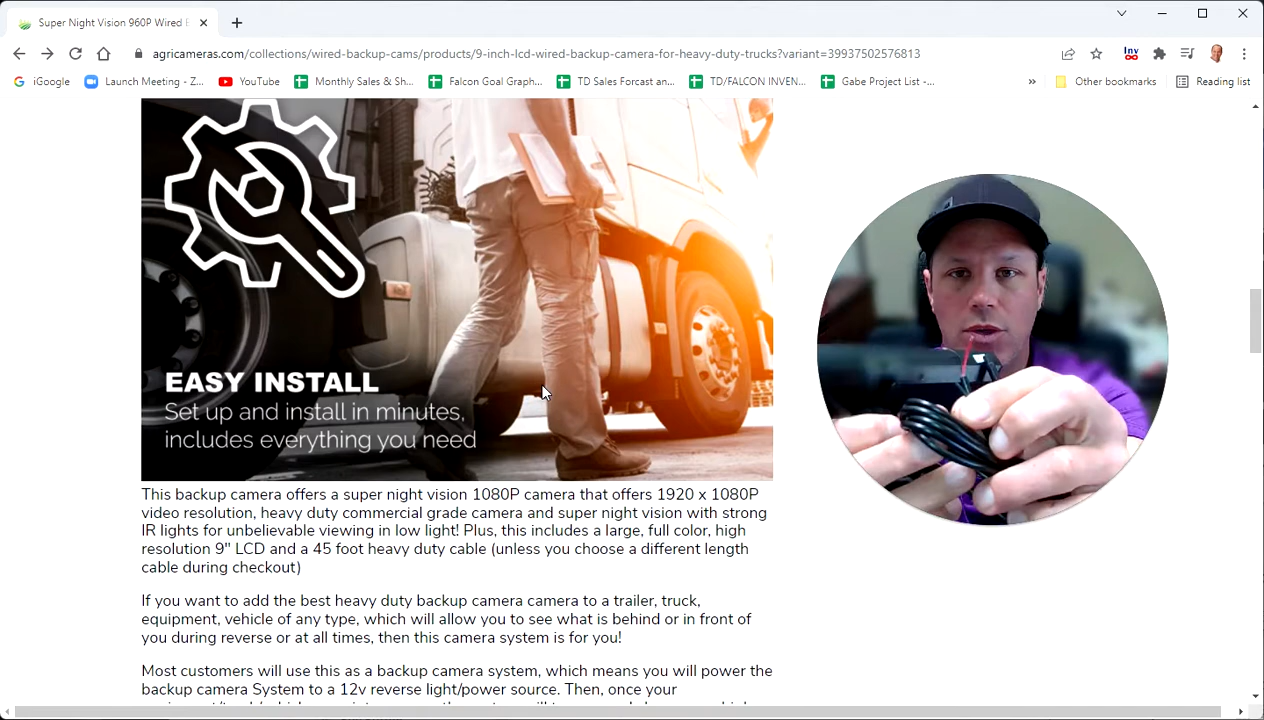 Super Night Vision 960P Wired B
agricameras.com/collections/wired-backup-cams/products/9-inch-lcd-wired-backup-camera-for-heavy-duty-trucks?variant=39937502576813
Inv
iGoogle
Launch Meeting - Z...
YouTube
Monthly Sales & Sh...
Falcon Goal Graph...
TD Sales Forcast an...
TD/FALCON INVEN...
Gabe Project List -...
»
Other bookmarks
Reading list
EASY INSTALL
Set up and install in minutes,
includes everything you need
This backup camera offers a super night vision 1080P camera that offers 1920 x 1080P
video resolution, heavy duty commercial grade camera and super night vision with strong
IR lights for unbelievable viewing in low light! Plus, this includes a large, full color, high
resolution 9" LCD and a 45 foot heavy duty cable (unless you choose a different length
cable during checkout)
If you want to add the best heavy duty backup camera camera to a trailer, truck,
equipment, vehicle of any type, which will allow you to see what is behind or in front of
you during reverse or at all times, then this camera system is for you!
Most customers will use this as a backup camera system, which means you will power the
backup camera System to a 12v reverse light/power source. Then, once your